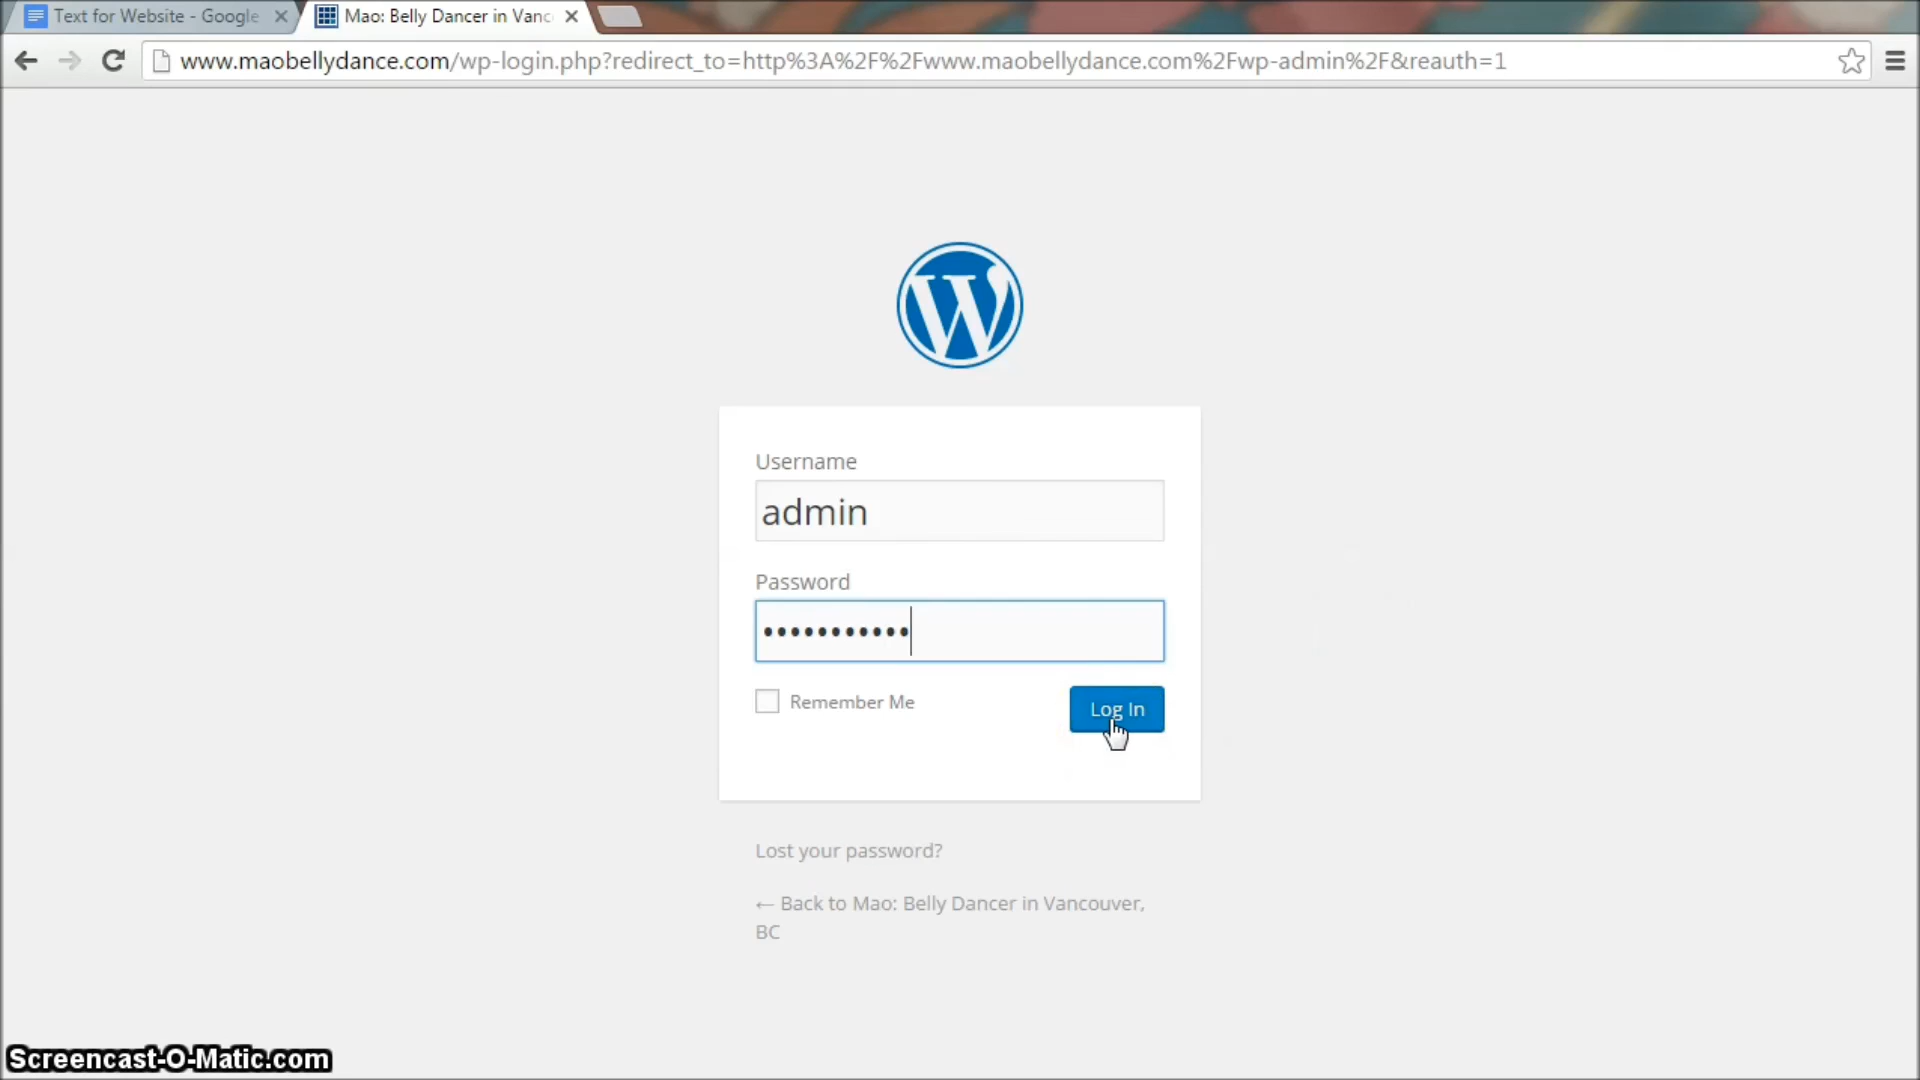 Text for Website - Google
Mao: Belly Dancer in Vanc
www.maobellydance.com/wp-login.php?redirect_to=http%3A%2F%2Fwww.maobellydance.com%2Fwp-admin%2F&reauth=1
Username
admin
Password
•••••••••••
Remember Me
Log In
Lost your password?
← Back to Mao: Belly Dancer in Vancouver,
BC
Screencast-O-Matic.com